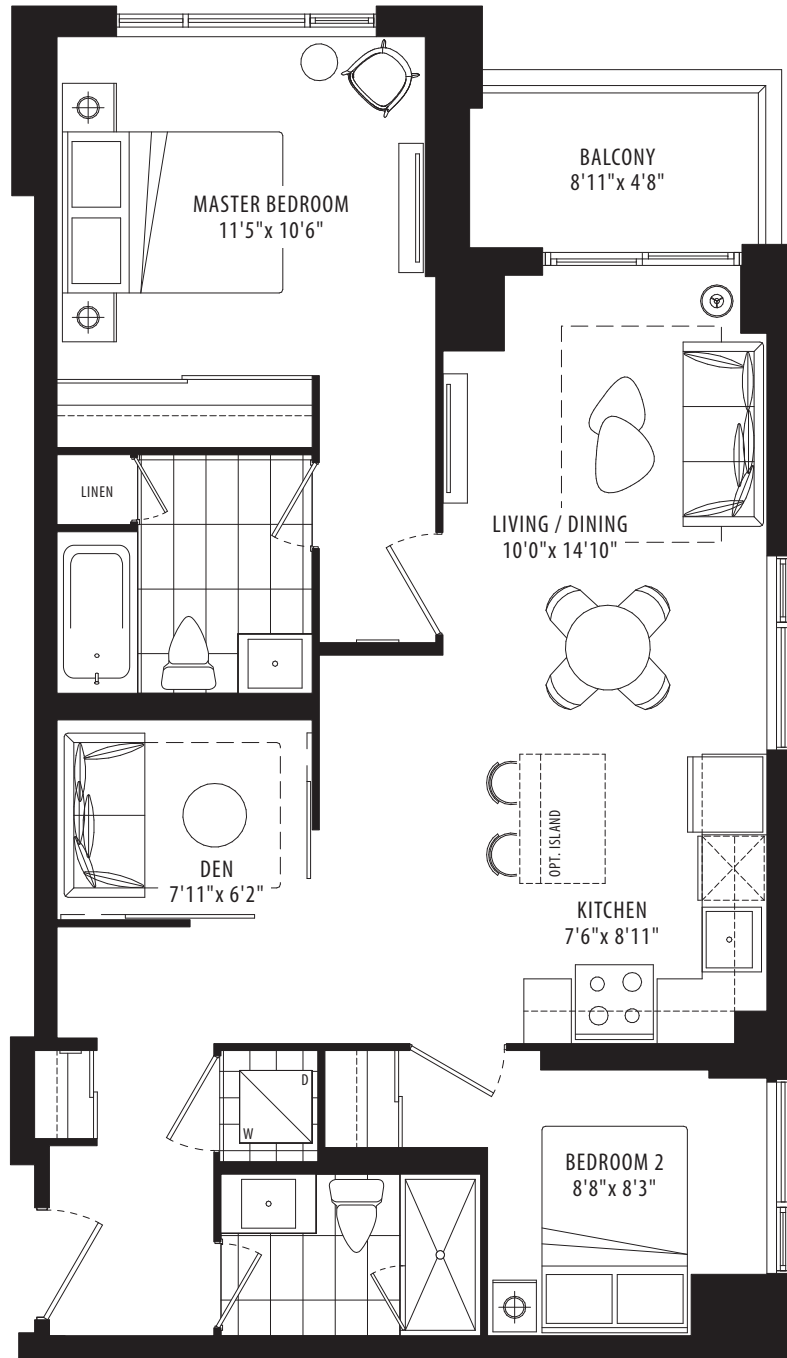 BALCONY
8'11"x 4'8"
MASTER BEDROOM
11'5"x 10'6"
LINEN
LIVING / DINING
10'0"x 14'10"
OPT. ISLAND
DEN
7'11"x 6'2"
KITCHEN
7'6"x 8'11"
D
W
BEDROOM 2
8'8"x 8'3"